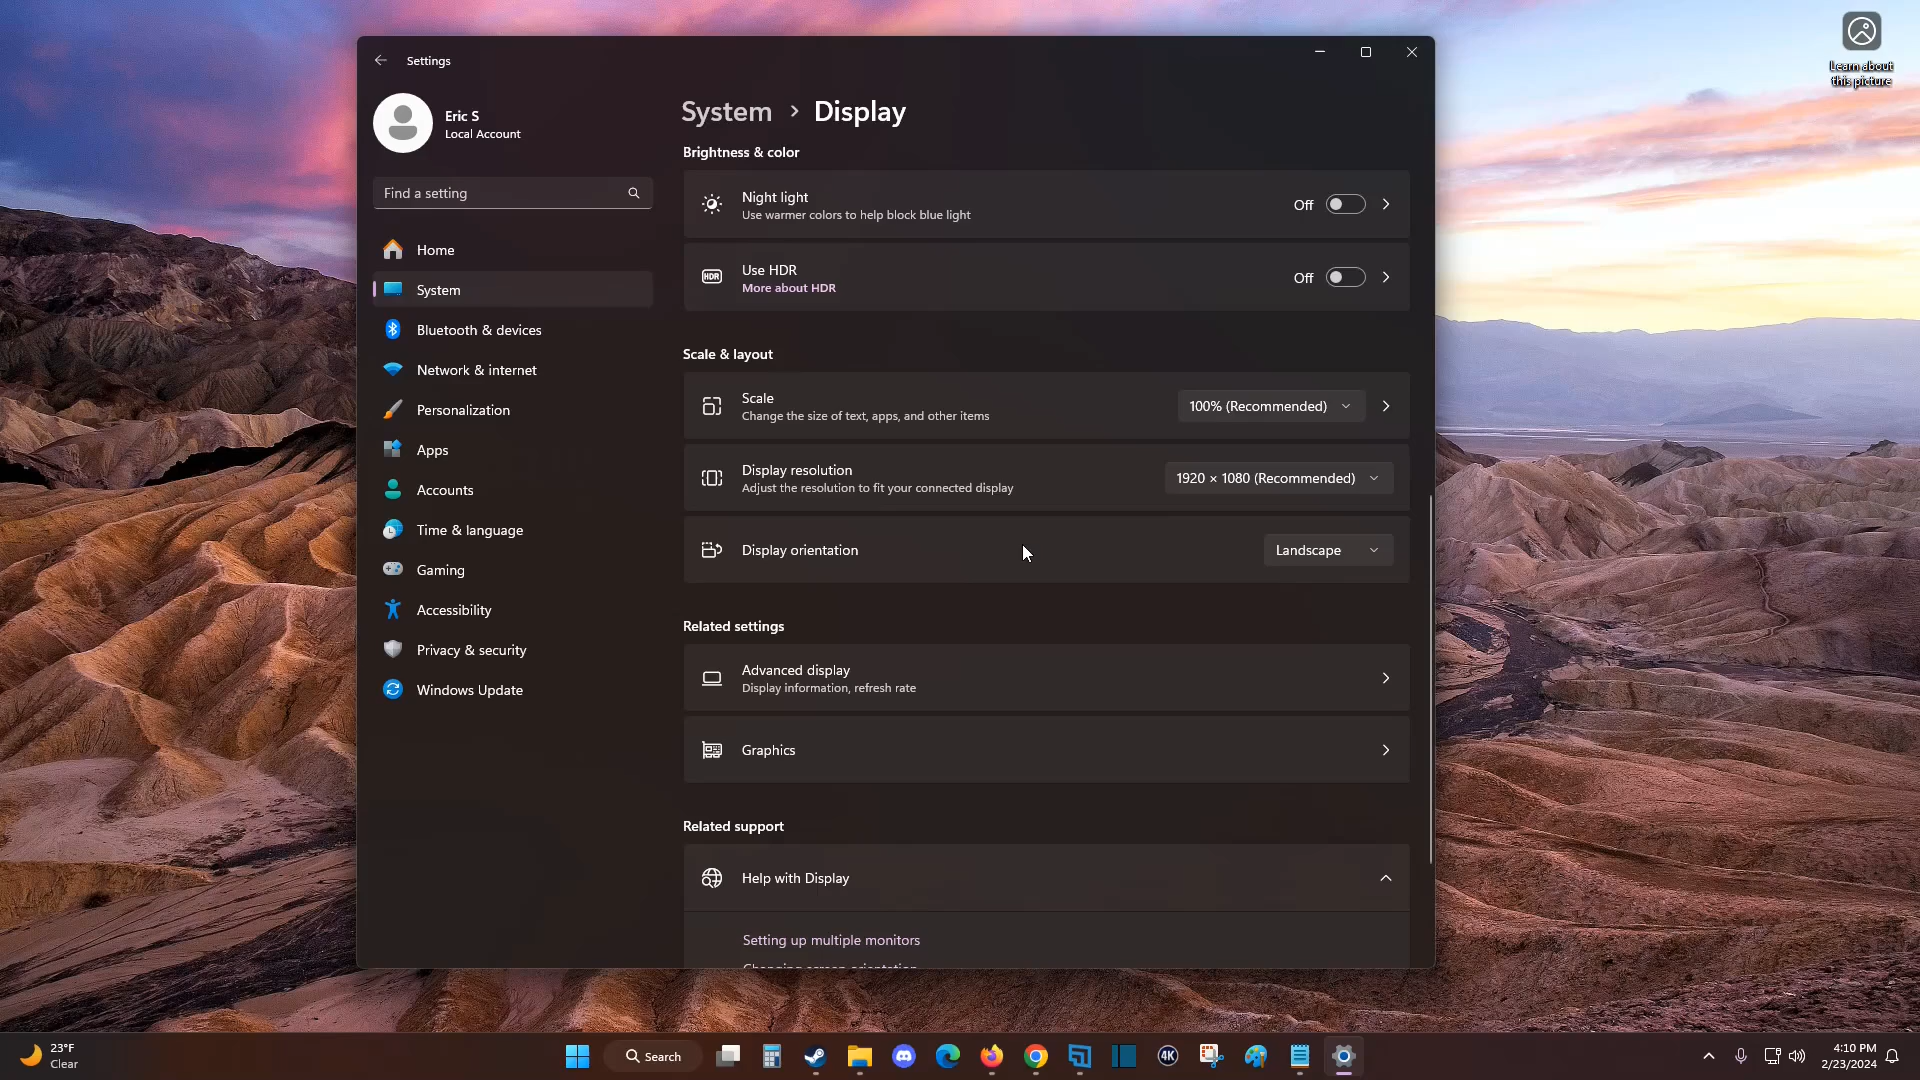 Learn about
this picture
Settings
Eric S
Local Account
Find a setting
Home
System
Bluetooth & devices
Network & internet
Personalization
Apps
Accounts
Time & language
Gaming
Accessibility
Privacy & security
Windows Update
System > Display
Brightness & color
Night light
Use warmer colors to help block blue light
Off
HDR
Use HDR
More about HDR
Off
Scale & layout
Scale
Change the size of text, apps, and other items
100% (Recommended)
Display resolution
Adjust the resolution to fit your connected display
1920 × 1080 (Recommended)
Display orientation
Landscape
Related settings
Advanced display
Display information, refresh rate
Graphics
Related support
Help with Display
Setting up multiple monitors
Changing screen orientation
23°F
Clear
Search
4K
4:10 PM
2/23/2024